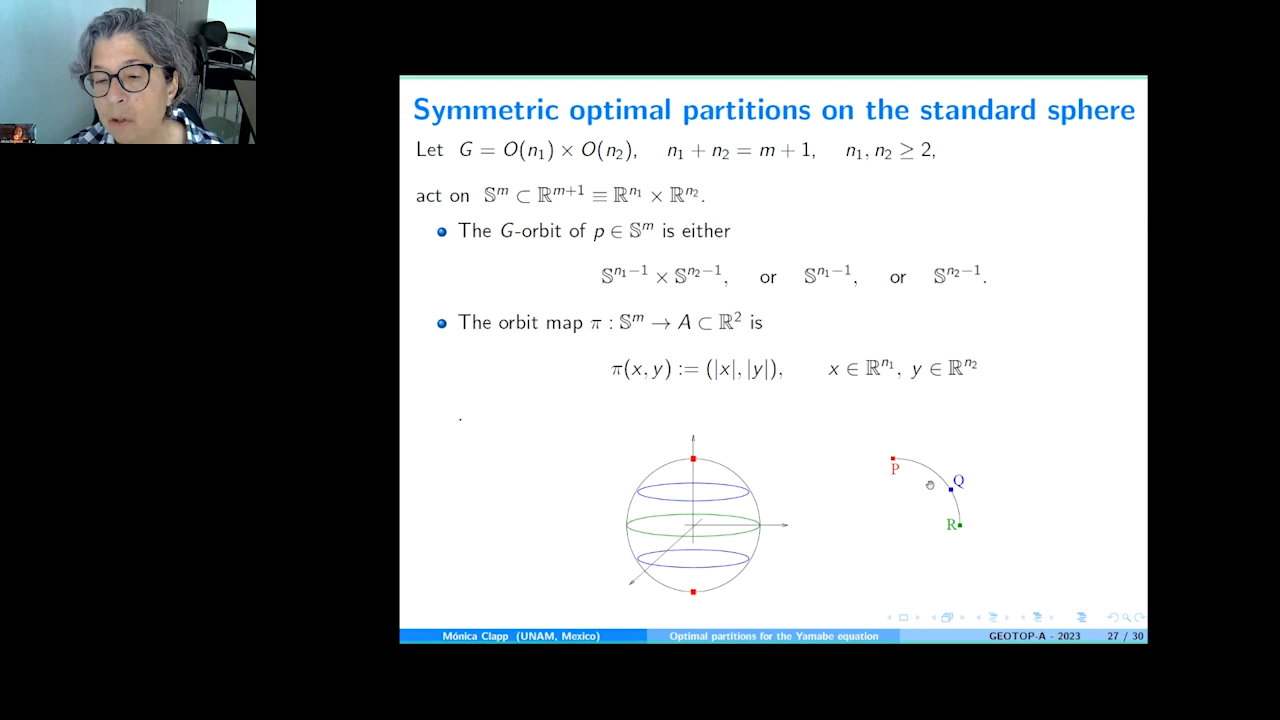 Symmetric optimal partitions on the standard sphere
Let G = O(n₁) × O(n₂), n₁ + n₂ = m + 1, n₁, n₂ ≥ 2,
act on 𝕊ᵐ ⊂ ℝᵐ⁺¹ ≡ ℝⁿ¹ × ℝⁿ².
The G-orbit of p ∈ 𝕊ᵐ is either
𝕊ⁿ¹⁻¹ × 𝕊ⁿ²⁻¹, or 𝕊ⁿ¹⁻¹, or 𝕊ⁿ²⁻¹.
The orbit map π : 𝕊ᵐ → A ⊂ ℝ² is
π(x, y) := (|x|, |y|), x ∈ ℝⁿ¹, y ∈ ℝⁿ²
.
P
Q
R
Mónica Clapp (UNAM, Mexico) Optimal partitions for the Yamabe equation GEOTOP-A - 2023 27 / 30